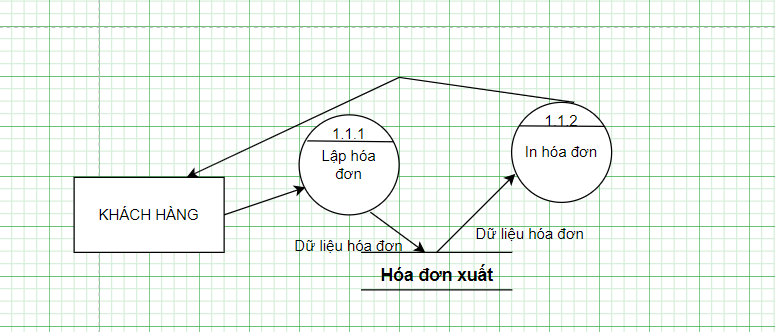 1.1.1
Lập hóa
đơn
1.1.2
In hóa đơn
KHÁCH HÀNG
Dữ liệu hóa đơn
Dữ liệu hóa đơn
Hóa đơn xuất